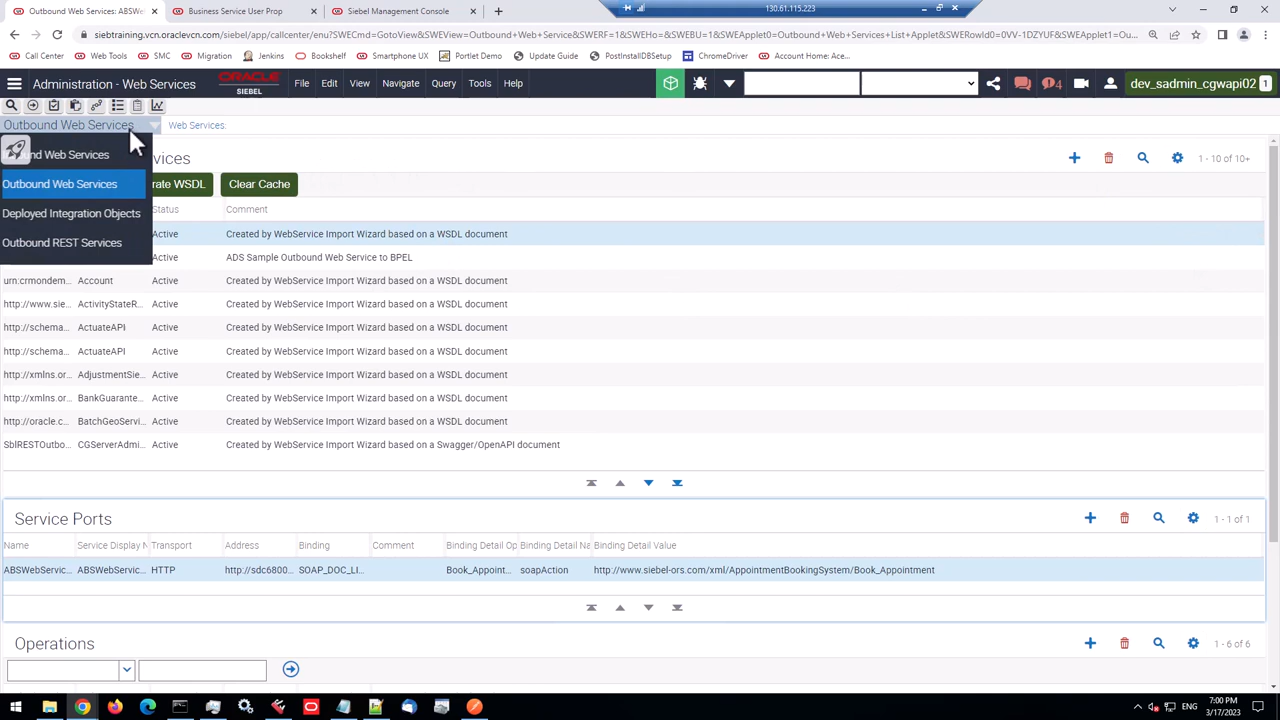 Outbound Web Services: ABSWe
Business Service User Prop
Siebel Management Console
130.61.115.223
siebtraining.vcn.oraclevcn.com/siebel/app/callcenter/enu?SWECmd=GotoView&SWEView=Outbound+Web+Service&SWERF=1&SWEHo=&SWEBU=1&SWEApplet0=Outbound+Web+Services+List+Applet&SWERowId0=0VV-1DZYUF&SWEApplet1=Ou...
Call Center
Web Tools
SMC
Migration
Jenkins
Bookshelf
Smartphone UX
Portlet Demo
Update Guide
PostInstallDBSetup
ChromeDriver
Account Home: Ace...
Administration - Web Services
ORACLE
SIEBEL
File Edit View Navigate Query Tools Help
4
dev_sadmin_cgwapi02 1
Outbound Web Services
Web Services:
und Web Services
Outbound Web Services
Deployed Integration Objects
Outbound REST Services
vices
1 - 10 of 10+
rate WSDL
Clear Cache
Status Comment
Active Created by WebService Import Wizard based on a WSDL document
Active ADS Sample Outbound Web Service to BPEL
urn:crmondem... Account Active Created by WebService Import Wizard based on a WSDL document
http://www.sie... ActivityStateR... Active Created by WebService Import Wizard based on a WSDL document
http://schema... ActuateAPI Active Created by WebService Import Wizard based on a WSDL document
http://schema... ActuateAPI Active Created by WebService Import Wizard based on a WSDL document
http://xmlns.or... AdjustmentSie... Active Created by WebService Import Wizard based on a WSDL document
http://xmlns.or... BankGuarante... Active Created by WebService Import Wizard based on a WSDL document
http://oracle.c... BatchGeoServi... Active Created by WebService Import Wizard based on a WSDL document
SblRESTOutbo... CGServerAdmi... Active Created by WebService Import Wizard based on a Swagger/OpenAPI document
Service Ports
1 - 1 of 1
Name Service Display N Transport Address Binding Comment Binding Detail Op Binding Detail Na Binding Detail Value
ABSWebServic... ABSWebServic... HTTP http://sdc6800... SOAP_DOC_LI... Book_Appoint... soapAction http://www.siebel-ors.com/xml/AppointmentBookingSystem/Book_Appointment
Operations
1 - 6 of 6
7:00 PM
ENG
3/17/2023